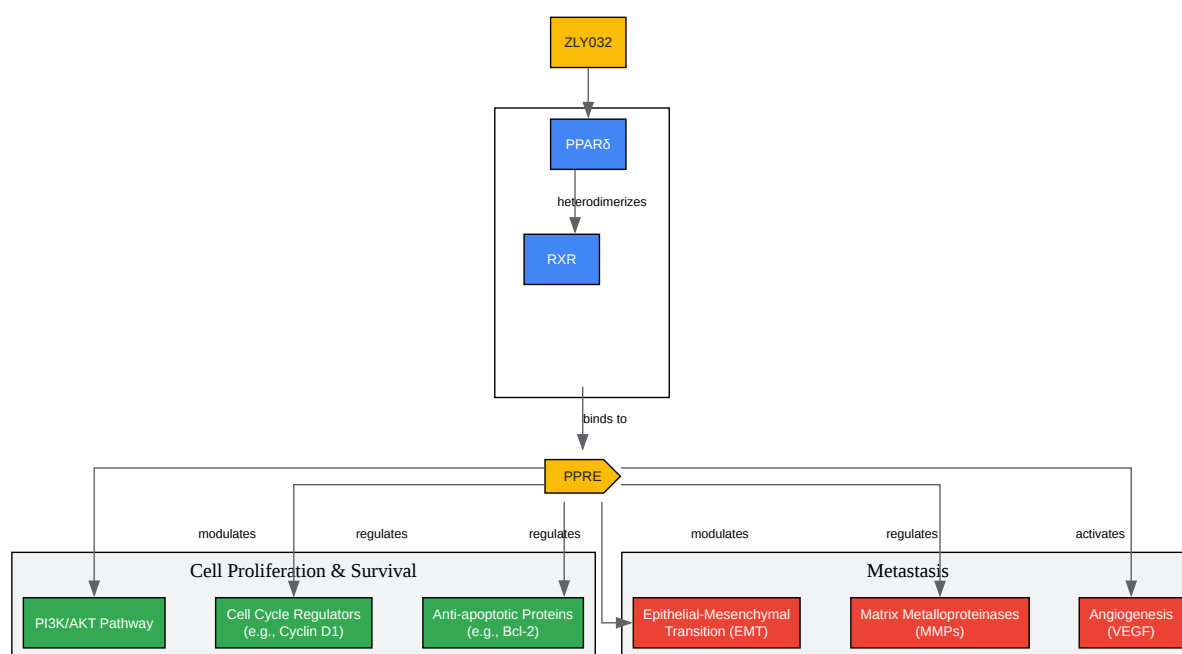 ZLY032
PPARδ
heterodimerizes
RXR
binds to
PPRE
modulates
regulates
regulates
modulates
regulates
activates
Cell Proliferation & Survival
Metastasis
PI3K/AKT Pathway
Cell Cycle Regulators
(e.g., Cyclin D1)
Anti-apoptotic Proteins
(e.g., Bcl-2)
Epithelial-Mesenchymal
Transition (EMT)
Matrix Metalloproteinases
(MMPs)
Angiogenesis
(VEGF)